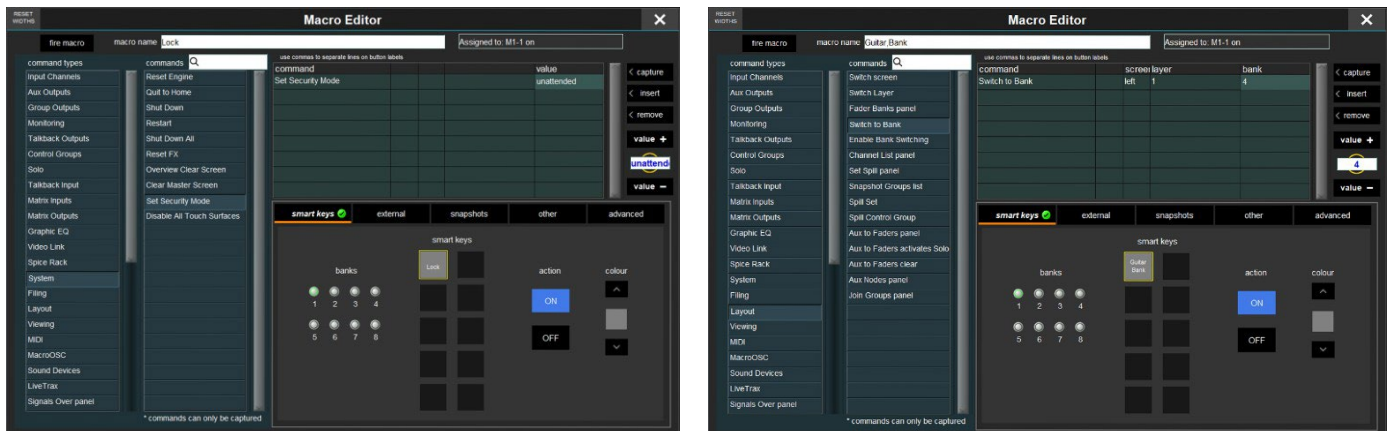 RESET
WIDTHS
Macro Editor
fire macro
macro name
Lock
Assigned to: M1-1 on
command types
commands
use commas to separate lines on button labels
Input Channels
Aux Outputs
Group Outputs
Monitoring
Talkback Outputs
Control Groups
Solo
Talkback Input
Matrix Inputs
Matrix Outputs
Graphic EQ
Video Link
Spice Rack
System
Filing
Layout
Viewing
MIDI
MacroOSC
Sound Devices
LiveTrax
Signals Over panel
Reset Engine
Quit to Home
Shut Down
Restart
Shut Down All
Reset FX
Overview Clear Screen
Clear Master Screen
Set Security Mode
Disable All Touch Surfaces
* commands can only be captured
command value
Set Security Mode unattended
< capture
< insert
< remove
value +
unattend
value −
smart keys external snapshots other advanced
smart keys
banks
1 2 3 4
5 6 7 8
Lock
action
ON
OFF
colour
RESET
WIDTHS
Macro Editor
fire macro
macro name
Guitar,Bank
Assigned to: M1-1 on
command types
commands
use commas to separate lines on button labels
Input Channels
Aux Outputs
Group Outputs
Monitoring
Talkback Outputs
Control Groups
Solo
Talkback Input
Matrix Inputs
Matrix Outputs
Graphic EQ
Video Link
Spice Rack
System
Filing
Layout
Viewing
MIDI
MacroOSC
Sound Devices
LiveTrax
Signals Over panel
Switch screen
Switch Layer
Fader Banks panel
Switch to Bank
Enable Bank Switching
Channel List panel
Set Spill panel
Snapshot Groups list
Spill Set
Spill Control Group
Aux to Faders panel
Aux to Faders activates Solo
Aux to Faders clear
Aux Nodes panel
Join Groups panel
* commands can only be captured
command screen layer bank
Switch to Bank left 1 4
< capture
< insert
< remove
value +
4
value −
smart keys external snapshots other advanced
smart keys
banks
1 2 3 4
5 6 7 8
Guitar
Bank
action
ON
OFF
colour